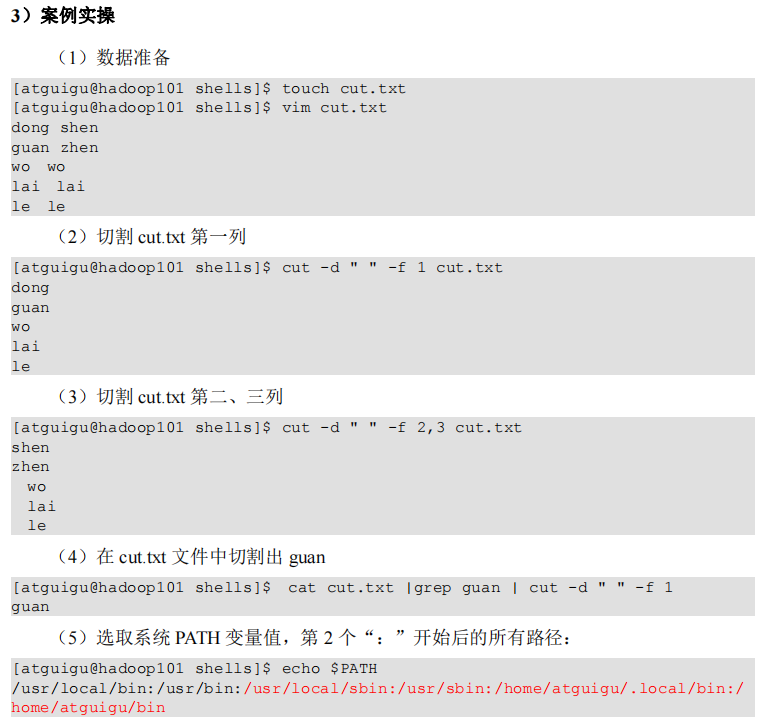 3）案例实操
（1）数据准备
[atguigu@hadoop101 shells]$ touch cut.txt
[atguigu@hadoop101 shells]$ vim cut.txt
dong shen
guan zhen
wo  wo
lai  lai
le  le
（2）切割 cut.txt 第一列
[atguigu@hadoop101 shells]$ cut -d " " -f 1 cut.txt
dong
guan
wo
lai
le
（3）切割 cut.txt 第二、三列
[atguigu@hadoop101 shells]$ cut -d " " -f 2,3 cut.txt
shen
zhen
 wo
 lai
 le
（4）在 cut.txt 文件中切割出 guan
[atguigu@hadoop101 shells]$  cat cut.txt |grep guan | cut -d " " -f 1
guan
（5）选取系统 PATH 变量值，第 2 个“：”开始后的所有路径：
[atguigu@hadoop101 shells]$ echo $PATH
/usr/local/bin:/usr/bin:/usr/local/sbin:/usr/sbin:/home/atguigu/.local/bin:/
home/atguigu/bin